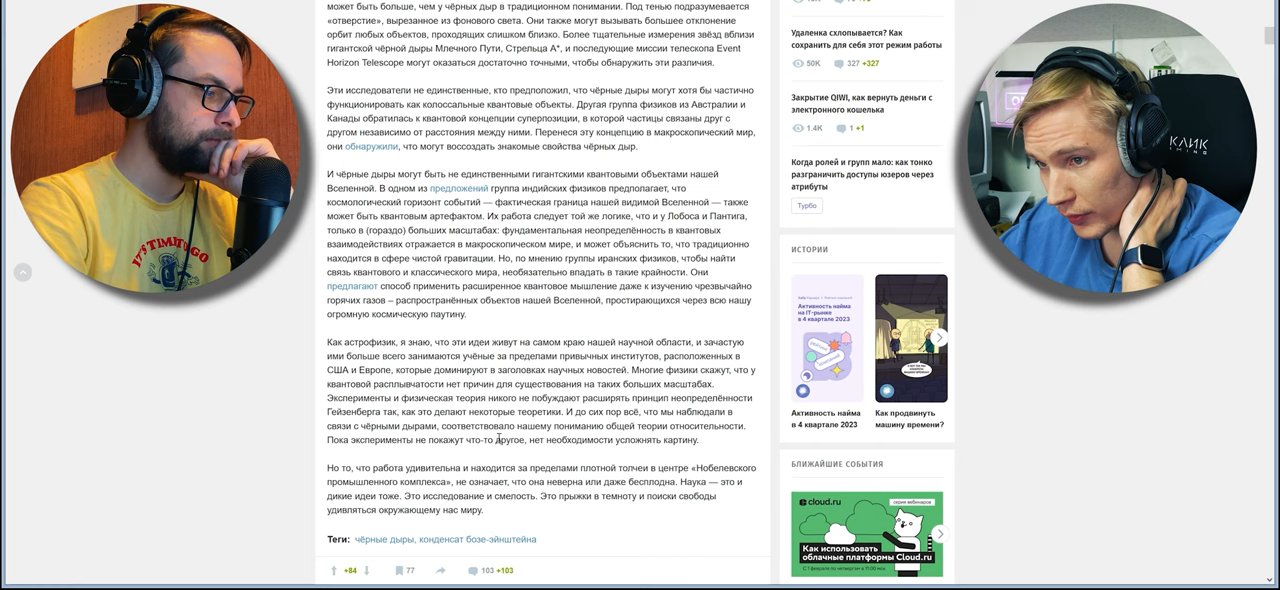 может быть больше, чем у чёрных дыр в традиционном понимании. Под тенью подразумевается
«отверстие», вырезанное из фонового света. Они также могут вызывать большее отклонение
орбит любых объектов, проходящих слишком близко. Более тщательные измерения звёзд вблизи
гигантской чёрной дыры Млечного Пути, Стрельца А*, и последующие миссии телескопа Event
Horizon Telescope могут оказаться достаточно точными, чтобы обнаружить эти различия.
Эти исследователи не единственные, кто предположил, что чёрные дыры могут хотя бы частично
функционировать как колоссальные квантовые объекты. Другая группа физиков из Австралии и
Канады обратилась к квантовой концепции суперпозиции, в которой частицы связаны друг с
другом независимо от расстояния между ними. Перенеся эту концепцию в макроскопический мир,
они обнаружили, что могут воссоздать знакомые свойства чёрных дыр.
И чёрные дыры могут быть не единственными гигантскими квантовыми объектами нашей
Вселенной. В одном из предложений группа индийских физиков предполагает, что
космологический горизонт событий — фактическая граница нашей видимой Вселенной — также
может быть квантовым артефактом. Их работа следует той же логике, что и у Лобоса и Пантига,
только в (гораздо) больших масштабах: фундаментальная неопределённость в квантовых
взаимодействиях отражается в макроскопическом мире, и может объяснить то, что традиционно
находится в сфере чистой гравитации. Но, по мнению группы иранских физиков, чтобы найти
связь квантового и классического мира, необязательно впадать в такие крайности. Они
предлагают способ применить расширенное квантовое мышление даже к изучению чрезвычайно
горячих газов – распространённых объектов нашей Вселенной, простирающихся через всю нашу
огромную космическую паутину.
Как астрофизик, я знаю, что эти идеи живут на самом краю нашей научной области, и зачастую
ими больше всего занимаются учёные за пределами привычных институтов, расположенных в
США и Европе, которые доминируют в заголовках научных новостей. Многие физики скажут, что у
квантовой расплывчатости нет причин для существования на таких больших масштабах.
Эксперименты и физическая теория никого не побуждают расширять принцип неопределённости
Гейзенберга так, как это делают некоторые теоретики. И до сих пор всё, что мы наблюдали в
связи с чёрными дырами, соответствовало нашему пониманию общей теории относительности.
Пока эксперименты не покажут что-то другое, нет необходимости усложнять картину.
Но то, что работа удивительна и находится за пределами плотной толчеи в центре «Нобелевского
промышленного комплекса», не означает, что она неверна или даже бесплодна. Наука — это и
дикие идеи тоже. Это исследование и смелость. Это прыжки в темноту и поиски свободы
удивляться окружающему нас миру.
Теги: чёрные дыры, конденсат бозе-эйнштейна
+84 77 103 +103
Удаленка схлопывается? Как
сохранить для себя этот режим работы
50K 327 +327
Закрытие QIWI, как вернуть деньги с
электронного кошелька
1.4K 1 +1
Когда ролей и групп мало: как тонко
разграничить доступы юзеров через
атрибуты
Турбо
ИСТОРИИ
Активность найма
на IT-рынке
в 4 квартале 2023
Активность найма
в 4 квартале 2023
Как продвинуть
машину времени?
БЛИЖАЙШИЕ СОБЫТИЯ
cloud.ru
серия вебинаров
Как использовать
облачные платформы Cloud.ru
IT'S TIME TO GO
КЛИК